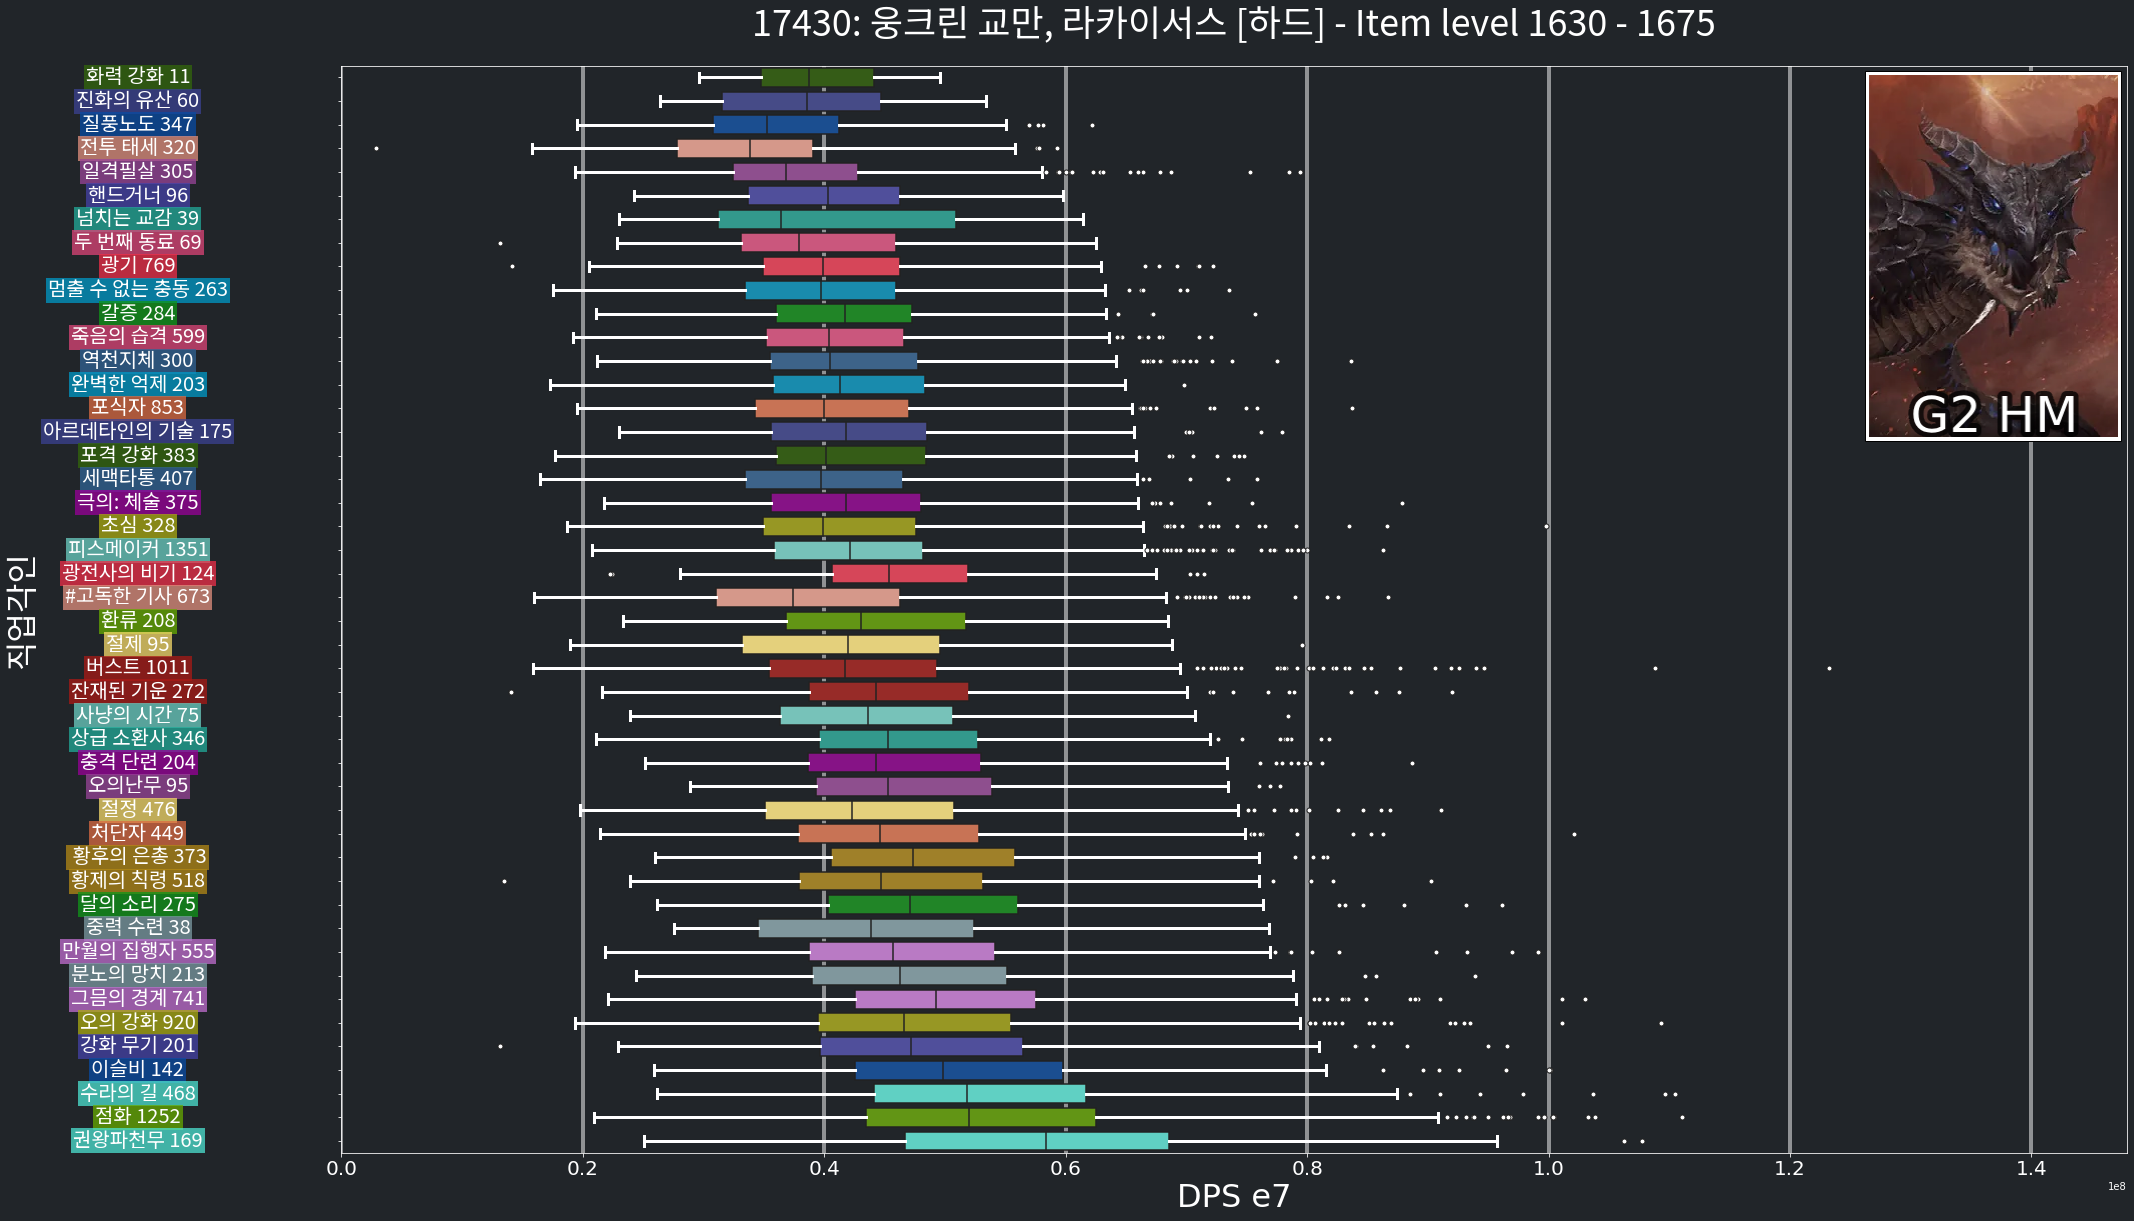 17430: 웅크린 교만, 라카이서스 [하드] - Item level 1630 - 1675
화력 강화 11
진화의 유산 60
질풍노도 347
전투 태세 320
일격필살 305
핸드거너 96
넘치는 교감 39
두 번째 동료 69
광기 769
멈출 수 없는 충동 263
갈증 284
죽음의 습격 599
역천지체 300
완벽한 억제 203
포식자 853
아르데타인의 기술 175
포격 강화 383
세맥타통 407
극의: 체술 375
초심 328
피스메이커 1351
광전사의 비기 124
#고독한 기사 673
환류 208
절제 95
버스트 1011
잔재된 기운 272
사냥의 시간 75
상급 소환사 346
충격 단련 204
오의난무 95
절정 476
처단자 449
황후의 은총 373
황제의 칙령 518
달의 소리 275
중력 수련 38
만월의 집행자 555
분노의 망치 213
그믐의 경계 741
오의 강화 920
강화 무기 201
이슬비 142
수라의 길 468
점화 1252
권왕파천무 169
직업각인
G2 HM
0.0 0.2 0.4 0.6 0.8 1.0 1.2 1.4
DPS e7
1e8